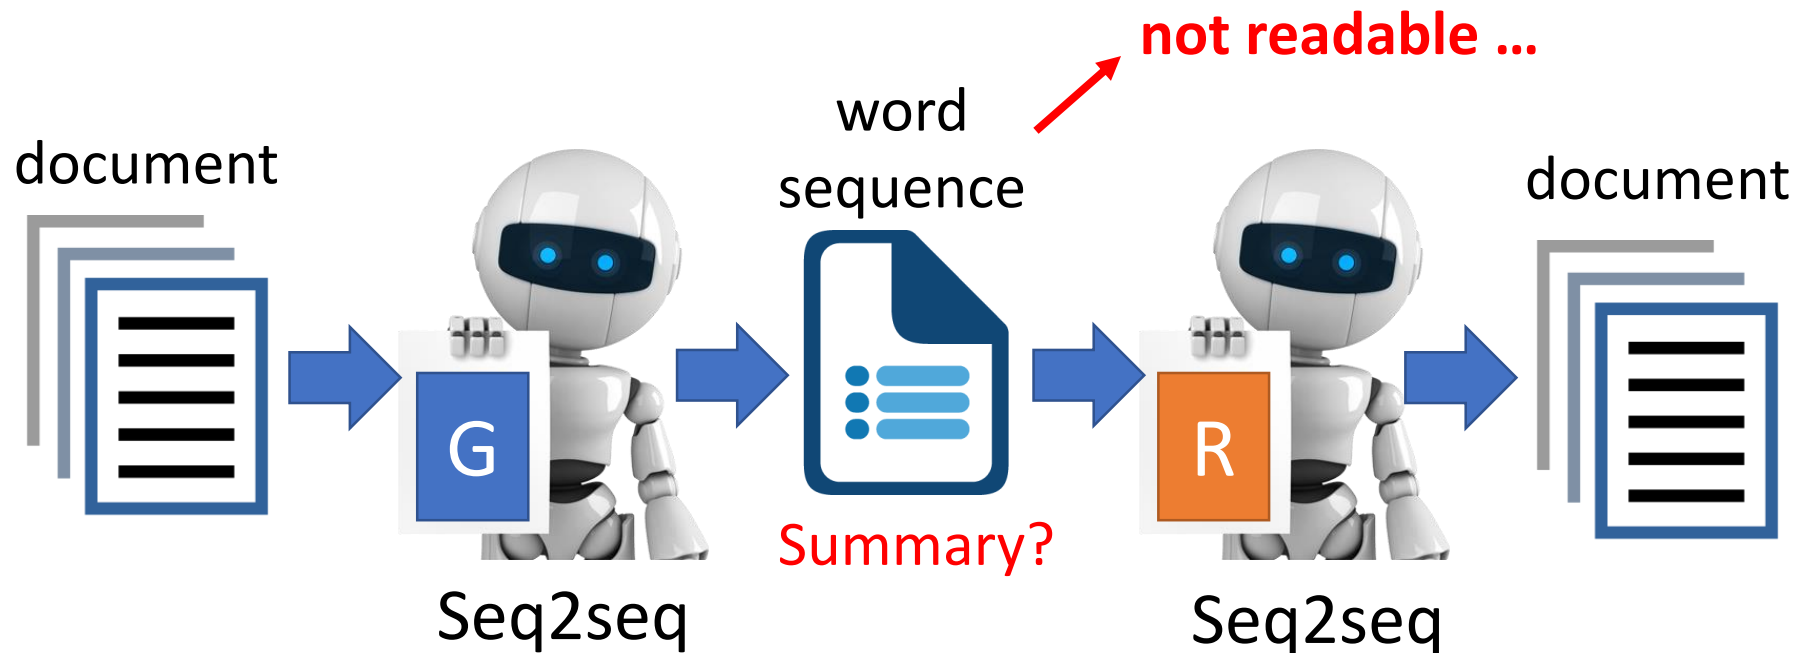 not readable ...
word
sequence
document
document
G
R
Summary?
Seq2seq
Seq2seq